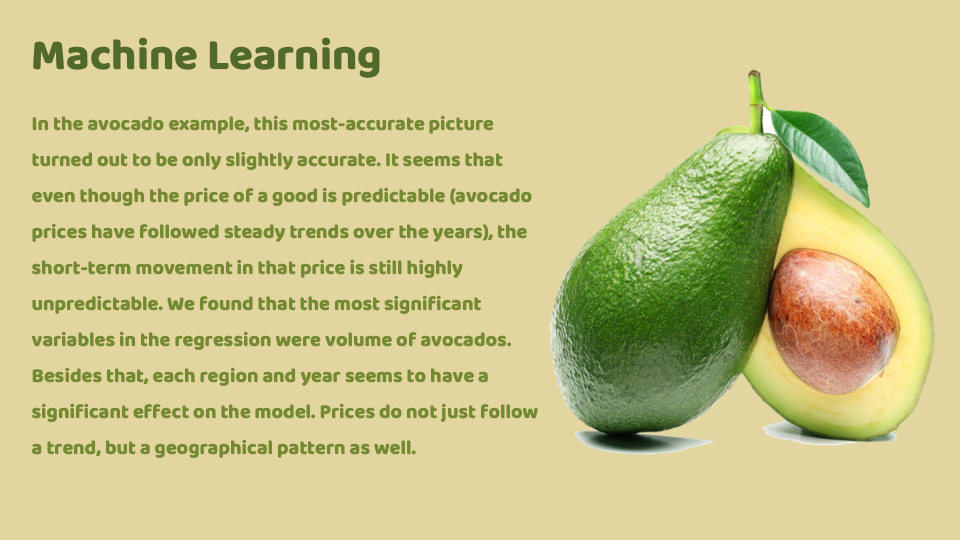 Machine Learning
In the avocado example, this most-accurate picture
turned out to be only slightly accurate. It seems that
even though the price of a good is predictable (avocado
prices have followed steady trends over the years), the
short-term movement in that price is still highly
unpredictable. We found that the most significant
variables in the regression were volume of avocados.
Besides that, each region and year seems to have a
significant effect on the model. Prices do not just follow
a trend, but a geographical pattern as well.